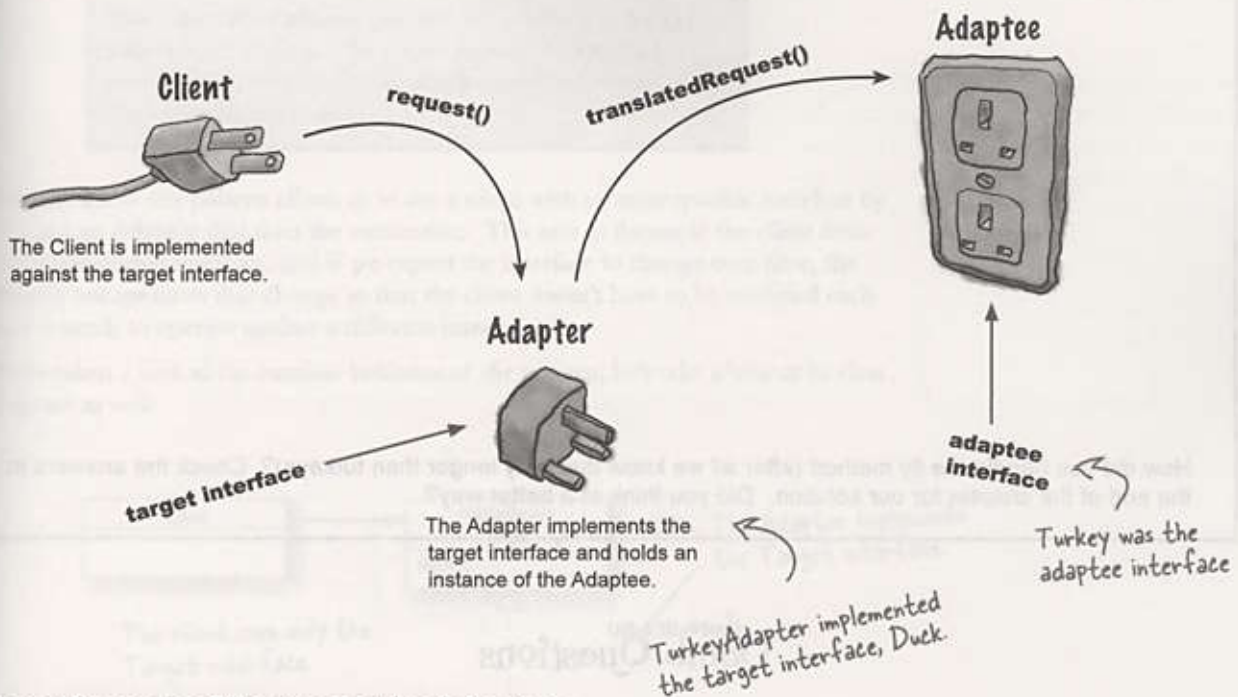 Adaptee
Client
request()
translatedRequest()
The Client is implemented
against the target interface.
Adapter
target interface
adaptee
interface
The Adapter implements the
target interface and holds an
instance of the Adaptee.
Turkey was the
adaptee interface
TurkeyAdapter implemented
the target interface, Duck.